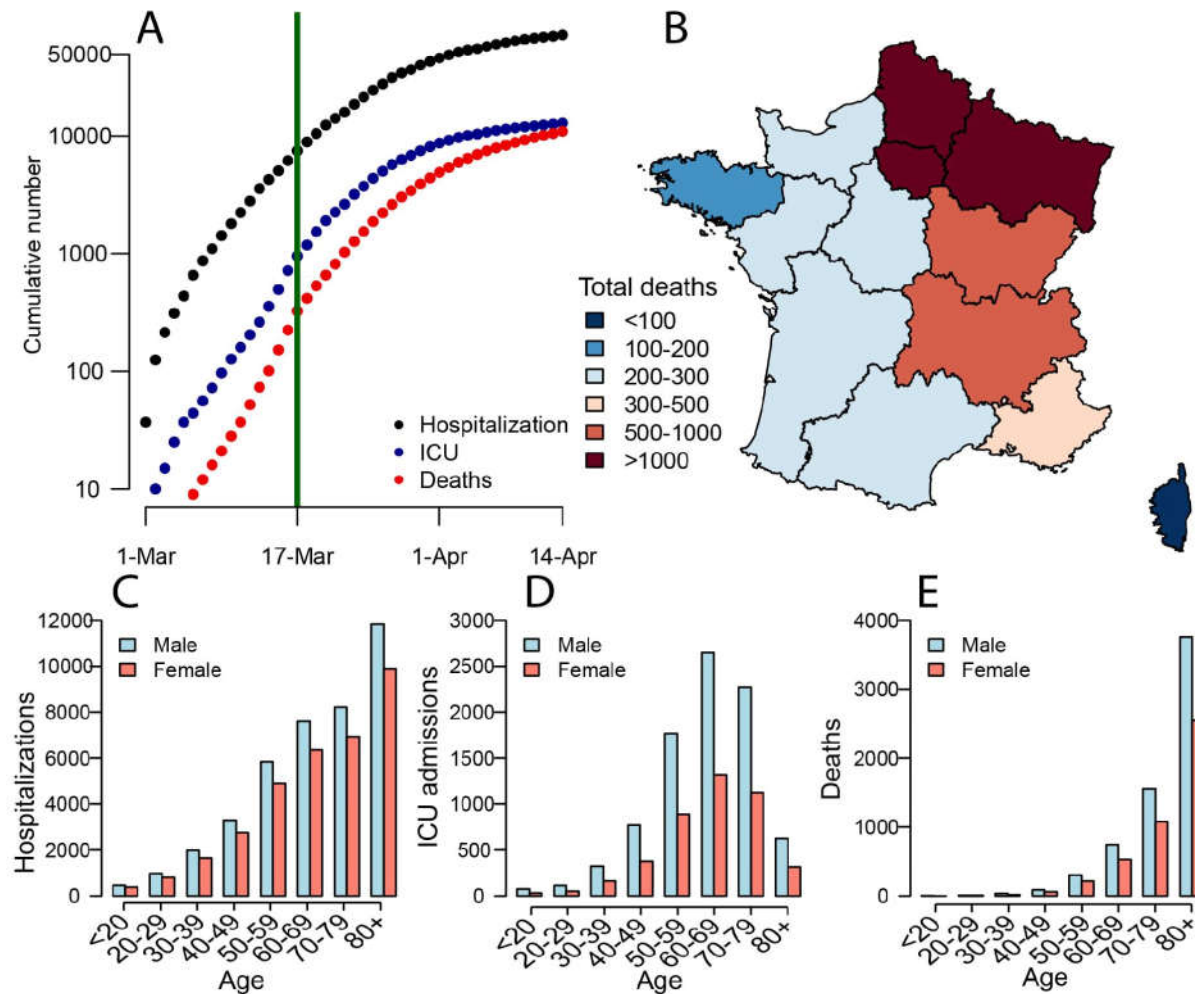 A
Cumulative number
50000
10000
1000
100
10
Hospitalization
ICU
Deaths
1-Mar
17-Mar
1-Apr
14-Apr
B
Total deaths
<100
100-200
200-300
300-500
500-1000
>1000
C
Hospitalizations
12000
10000
8000
6000
4000
2000
0
Male
Female
<20
20-29
30-39
40-49
50-59
60-69
70-79
80+
Age
D
ICU admissions
3000
2500
2000
1500
1000
500
0
Male
Female
<20
20-29
30-39
40-49
50-59
60-69
70-79
80+
Age
E
Deaths
4000
3000
2000
1000
0
Male
Female
<20
20-29
30-39
40-49
50-59
60-69
70-79
80+
Age